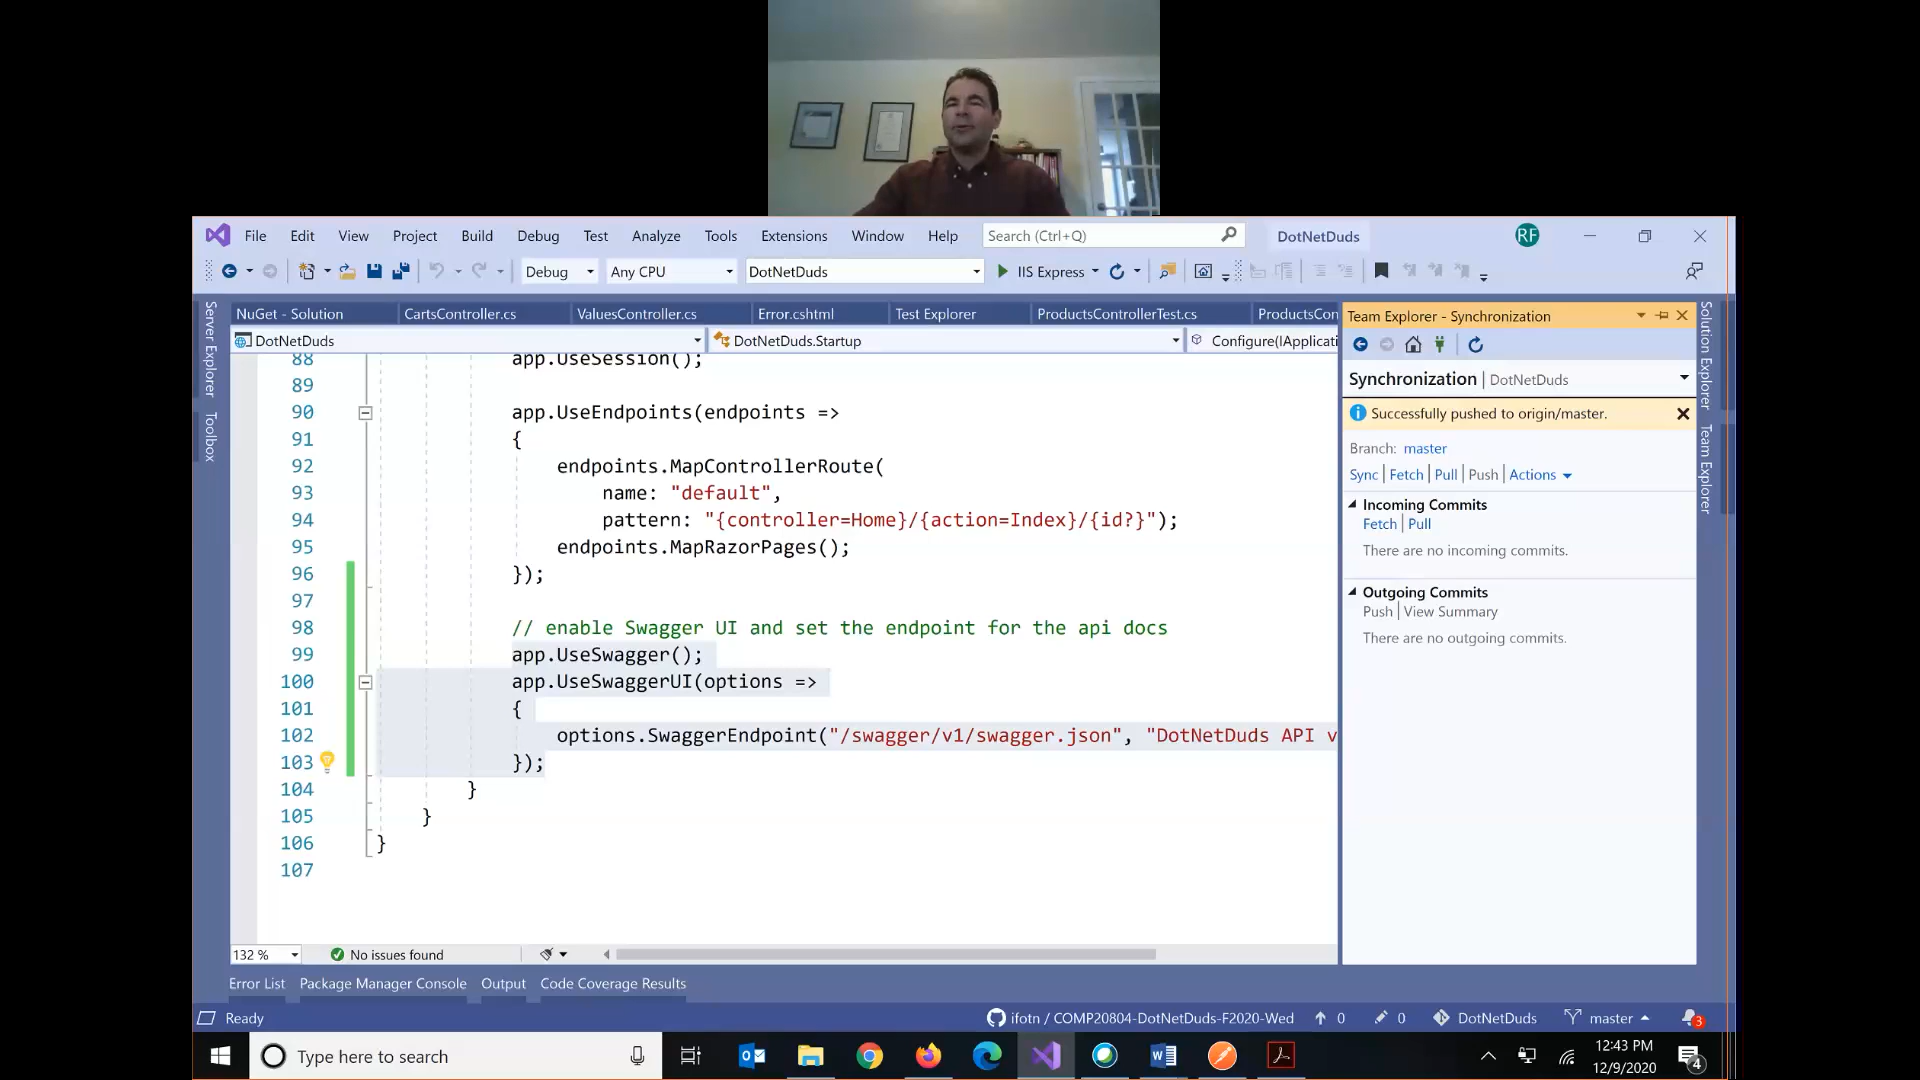 File Edit View Project Build Debug Test Analyze Tools Extensions Window Help Search (Ctrl+Q) DotNetDuds RF
Debug Any CPU DotNetDuds IIS Express
NuGet - Solution CartsController.cs ValuesController.cs Error.cshtml Test Explorer ProductsControllerTest.cs ProductsCon
DotNetDuds DotNetDuds.Startup Configure(IApplicati
Server Explorer
Toolbox
88 app.UseSession();
89
90 app.UseEndpoints(endpoints =>
91 {
92 endpoints.MapControllerRoute(
93 name: "default",
94 pattern: "{controller=Home}/{action=Index}/{id?}");
95 endpoints.MapRazorPages();
96 });
97
98 // enable Swagger UI and set the endpoint for the api docs
99 app.UseSwagger();
100 app.UseSwaggerUI(options =>
101 {
102 options.SwaggerEndpoint("/swagger/v1/swagger.json", "DotNetDuds API v
103 });
104 }
105 }
106 }
107
132 % No issues found
Team Explorer - Synchronization
Synchronization | DotNetDuds
Successfully pushed to origin/master.
Branch: master
Sync | Fetch | Pull | Push | Actions
Incoming Commits
Fetch | Pull
There are no incoming commits.
Outgoing Commits
Push | View Summary
There are no outgoing commits.
Solution Explorer
Team Explorer
Error List Package Manager Console Output Code Coverage Results
Ready ifotn / COMP20804-DotNetDuds-F2020-Wed 0 0 DotNetDuds master 3
Type here to search 12:43 PM
12/9/2020 4